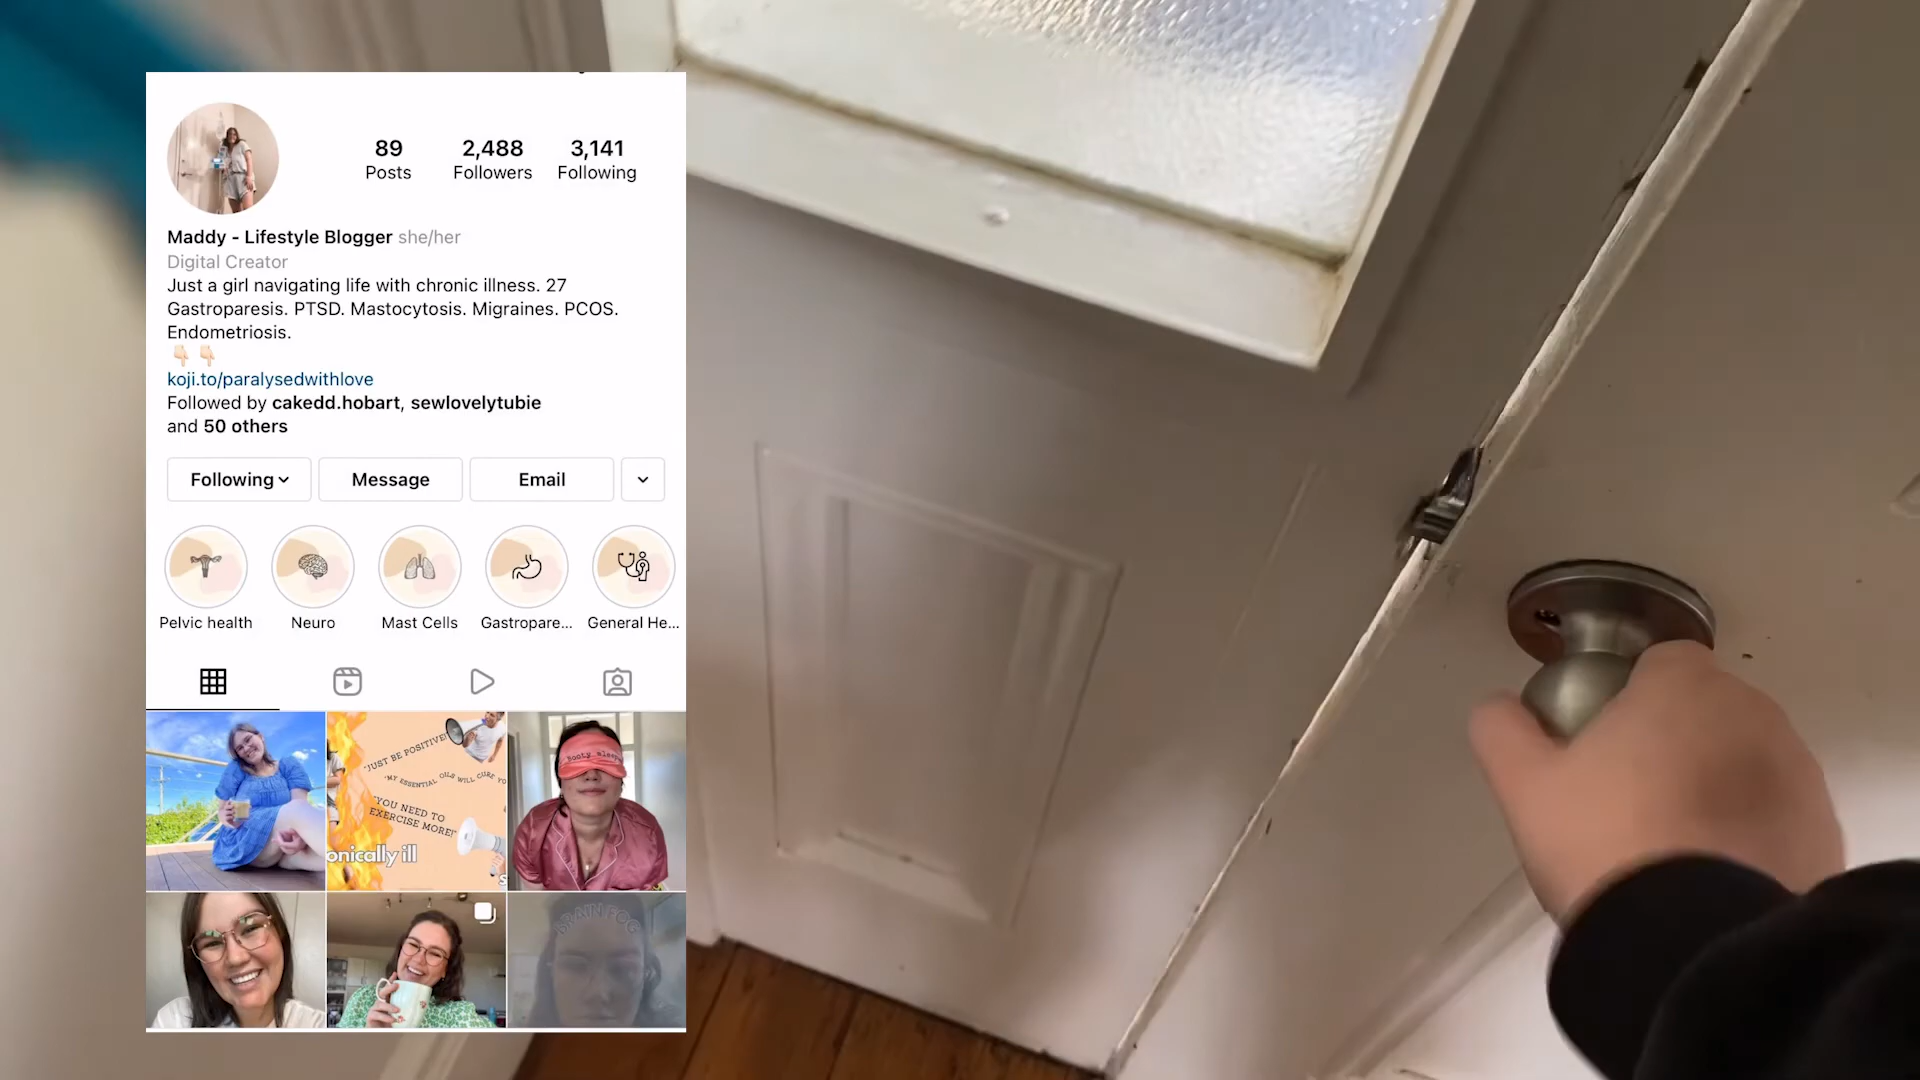 89
Posts
2,488
Followers
3,141
Following
Maddy - Lifestyle Blogger she/her
Digital Creator
Just a girl navigating life with chronic illness. 27
Gastroparesis. PTSD. Mastocytosis. Migraines. PCOS.
Endometriosis.
👇🏻 👇🏻
koji.to/paralysedwithlove
Followed by cakedd.hobart, sewlovelytubie
and 50 others
Following
Message
Email
Pelvic health
Neuro
Mast Cells
Gastropare...
General He...
"JUST BE POSITIVE!
"MY ESSENTIAL OILS WILL CURE YO
"YOU NEED TO
EXERCISE MORE!"
onically ill
Booty sleep
BRAIN FOG